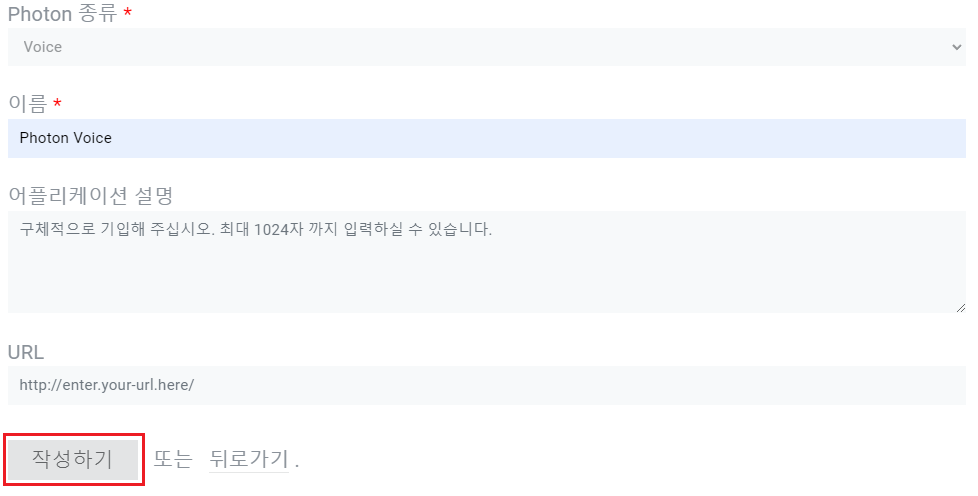 Photon 종류 *
Voice
이름 *
Photon Voice
어플리케이션 설명
구체적으로 기입해 주십시오. 최대 1024자 까지 입력하실 수 있습니다.
URL
http://enter.your-url.here/
작성하기 또는 뒤로가기 .